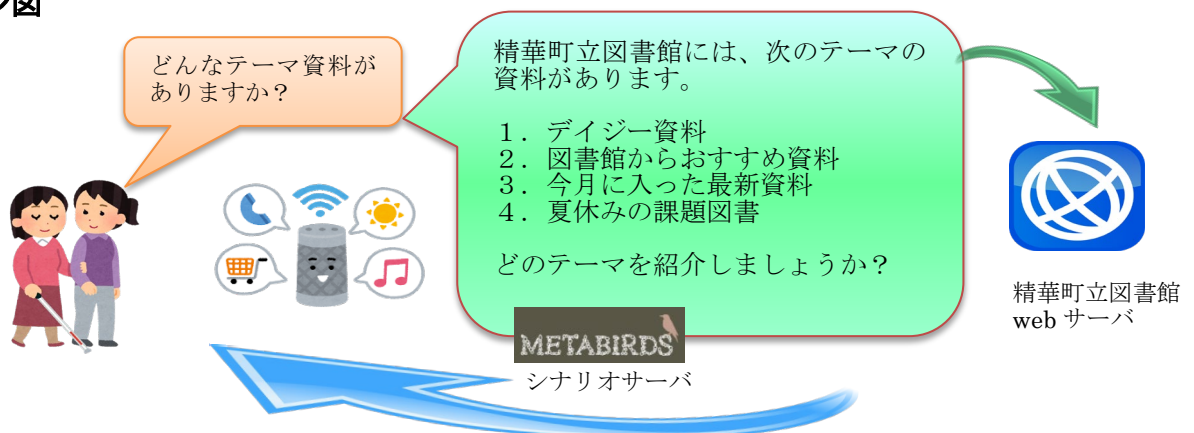 図
どんなテーマ資料が
ありますか？
精華町立図書館には、次のテーマの
資料があります。
１．デイジー資料
２．図書館からおすすめ資料
３．今月に入った最新資料
４．夏休みの課題図書
どのテーマを紹介しましょうか？
METABIRDS
シナリオサーバ
精華町立図書館
web サーバ